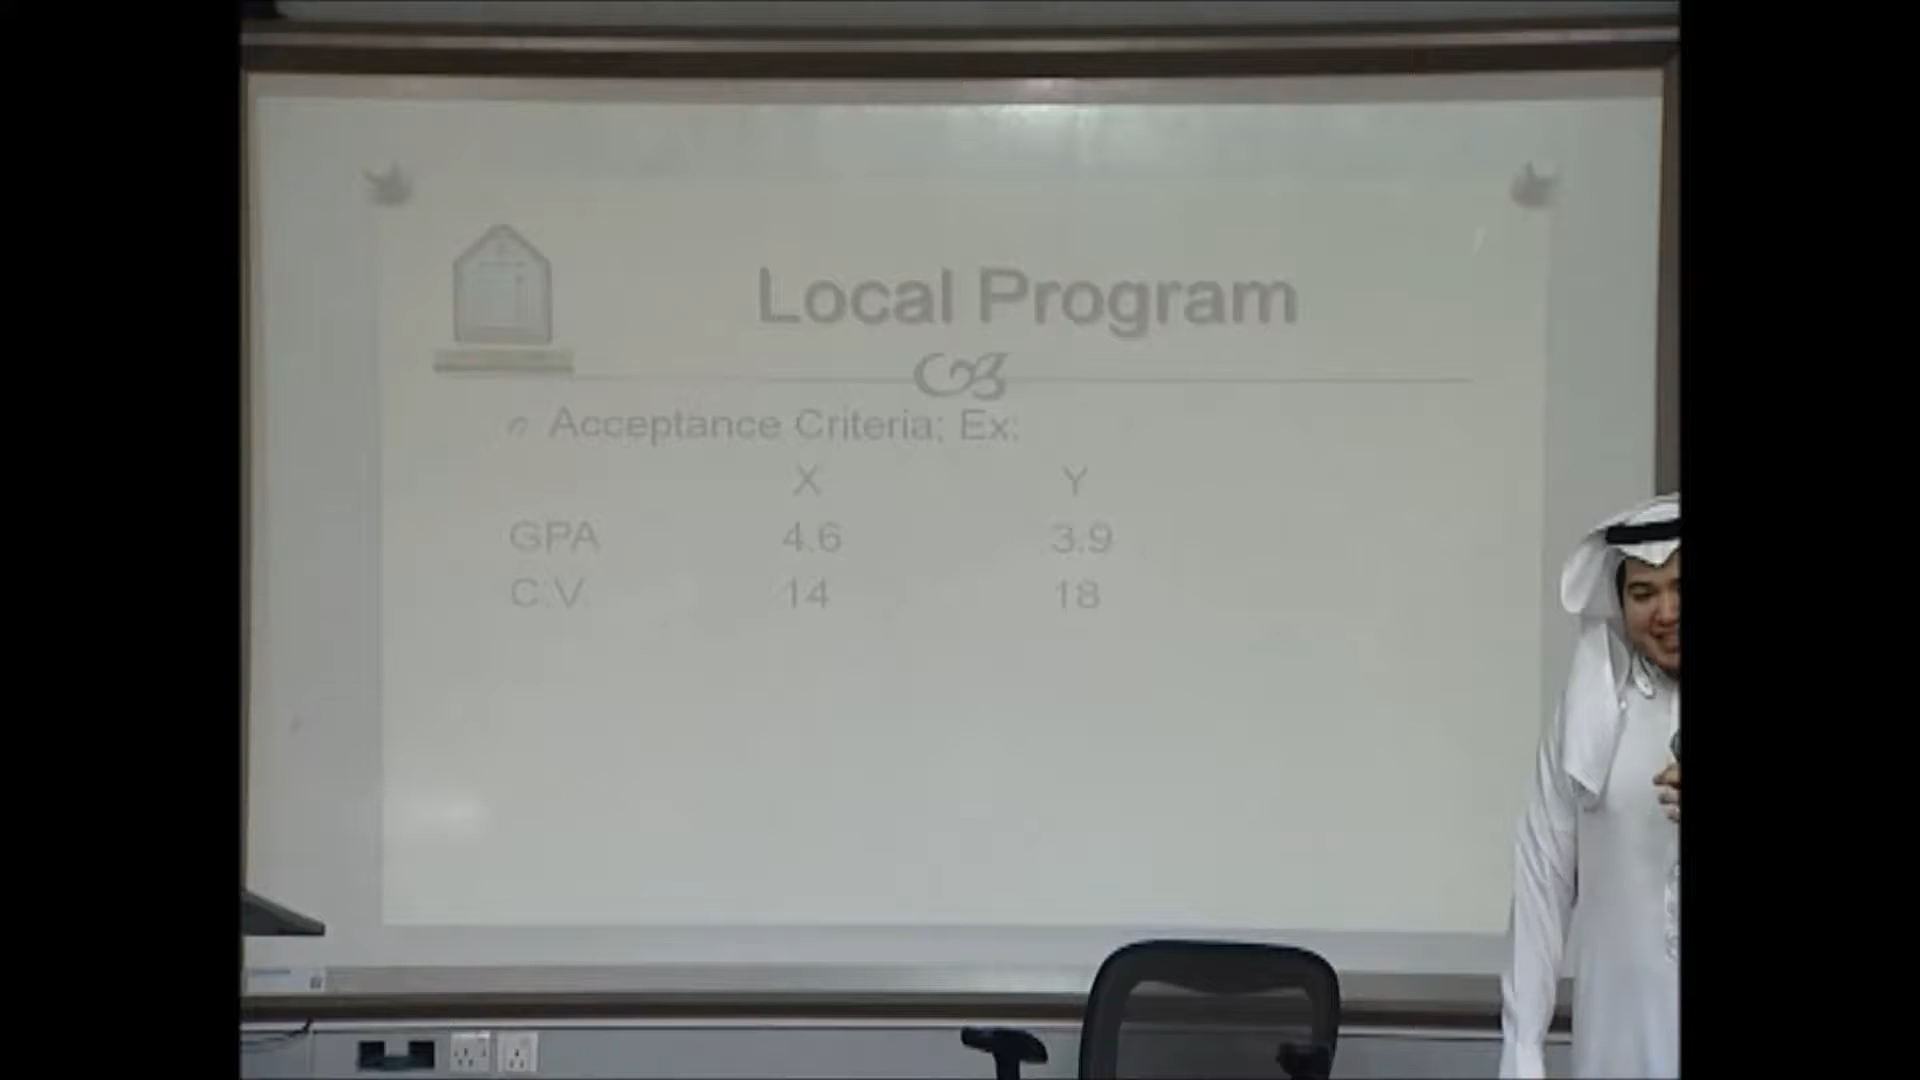 Local Program
Acceptance Criteria; Ex:
X Y
GPA 4.6 3.9
C.V. 14 18